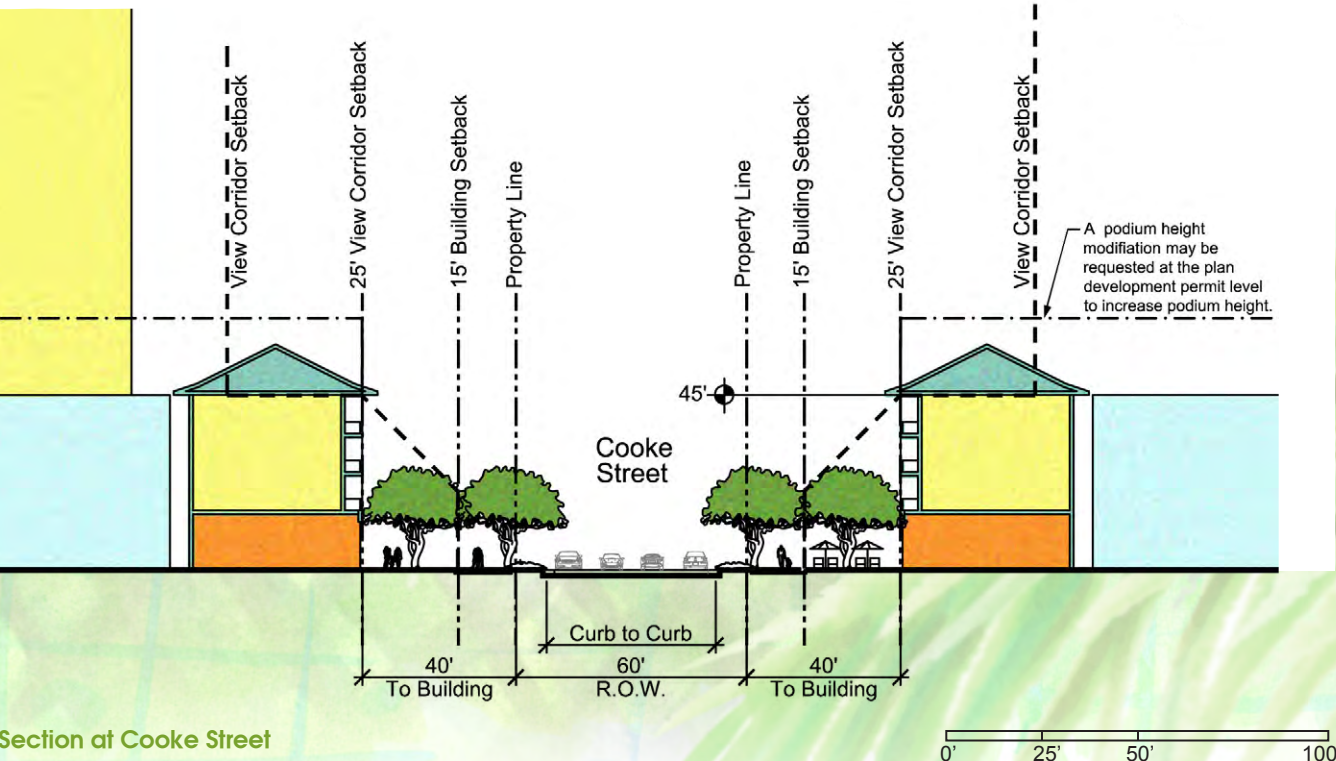 View Corridor Setback
25' View Corridor Setback
15' Building Setback
Property Line
Property Line
15' Building Setback
25' View Corridor Setback
View Corridor Setback
A podium height
modifiation may be
requested at the plan
development permit level
to increase podium height.
45'
Cooke
Street
Curb to Curb
40'
To Building
60'
R.O.W.
40'
To Building
Section at Cooke Street
0' 25' 50' 100